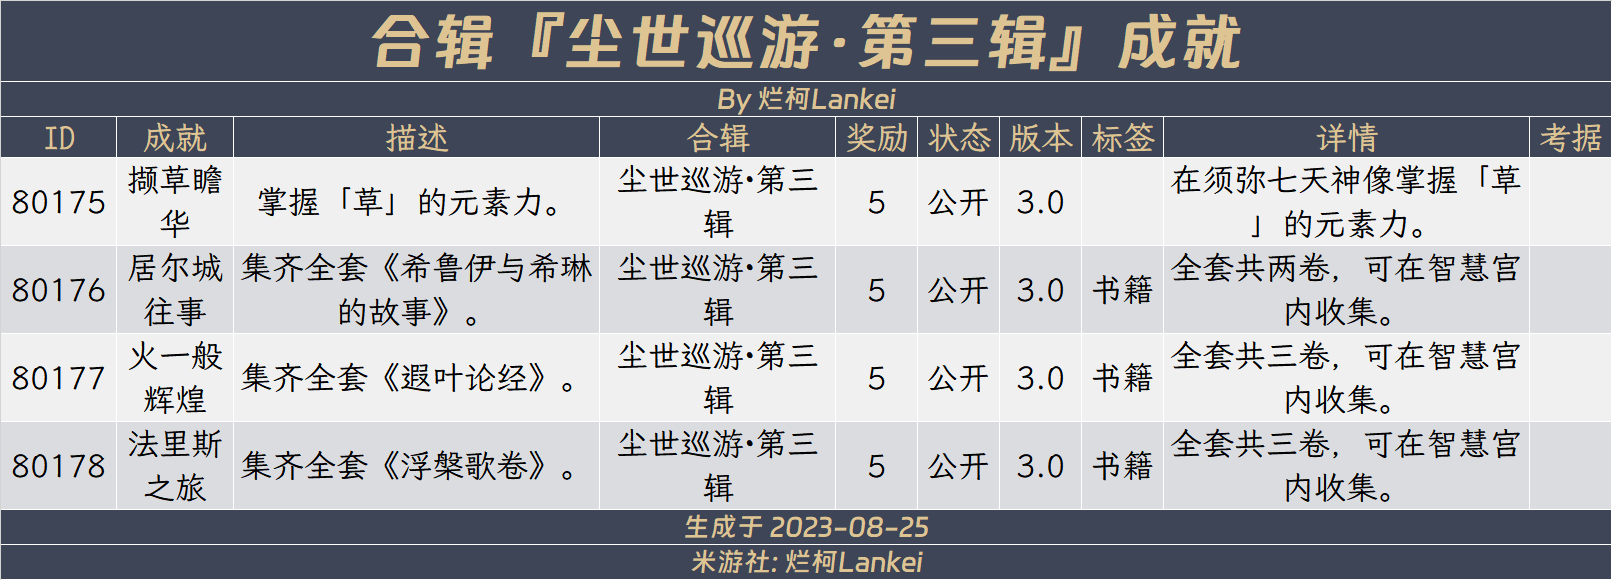 合辑『尘世巡游·第三辑』成就
By 烂柯Lankei
ID 成就 描述 合辑 奖励 状态 版本 标签 详情 考据
80175 撷草瞻华 掌握「草」的元素力。 尘世巡游·第三辑 5 公开 3.0 在须弥七天神像掌握「草」的元素力。
80176 居尔城往事 集齐全套《希鲁伊与希琳的故事》。 尘世巡游·第三辑 5 公开 3.0 书籍 全套共两卷，可在智慧宫内收集。
80177 火一般辉煌 集齐全套《遐叶论经》。 尘世巡游·第三辑 5 公开 3.0 书籍 全套共三卷，可在智慧宫内收集。
80178 法里斯之旅 集齐全套《浮槃歌卷》。 尘世巡游·第三辑 5 公开 3.0 书籍 全套共三卷，可在智慧宫内收集。
生成于 2023-08-25
米游社: 烂柯Lankei